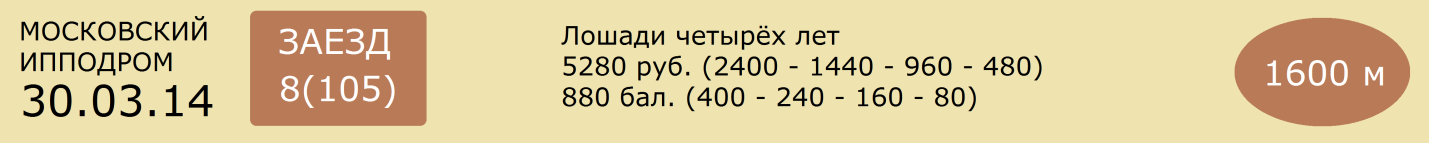 МОСКОВСКИЙ
ИППОДРОМ
30.03.14
ЗАЕЗД
8(105)
Лошади четырёх лет
5280 руб. (2400 - 1440 - 960 - 480)
880 бал. (400 - 240 - 160 - 80)
1600 м